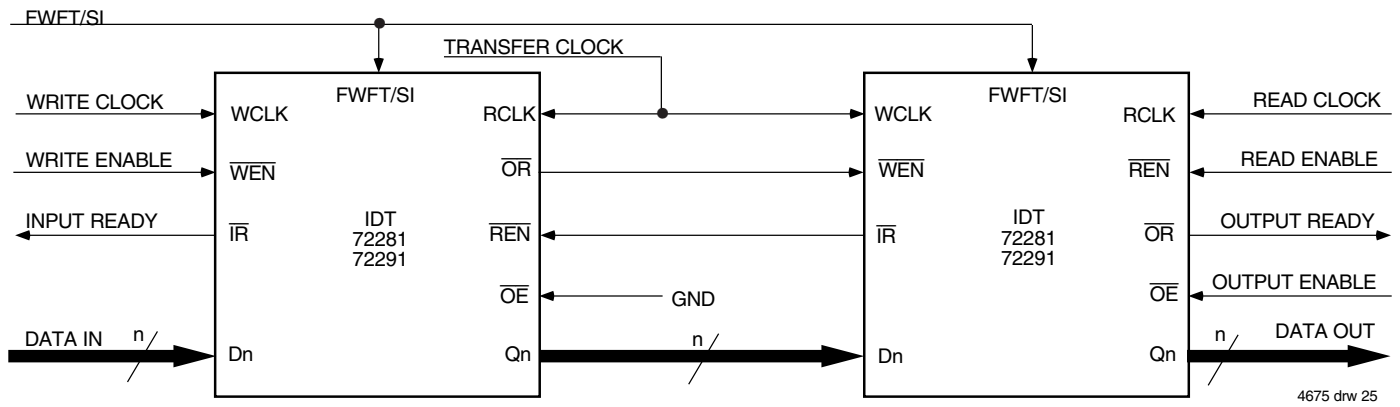 FWFT/SI
TRANSFER CLOCK
FWFT/SI
FWFT/SI
WRITE CLOCK
WCLK
RCLK
WCLK
RCLK
READ CLOCK
WRITE ENABLE
WEN
OR
WEN
REN
READ ENABLE
INPUT READY
IR
REN
IR
OR
OUTPUT READY
IDT
72281
72291
IDT
72281
72291
OE
GND
OE
OUTPUT ENABLE
DATA IN
n
Dn
Qn
n
Dn
Qn
n
DATA OUT
4675 drw 25